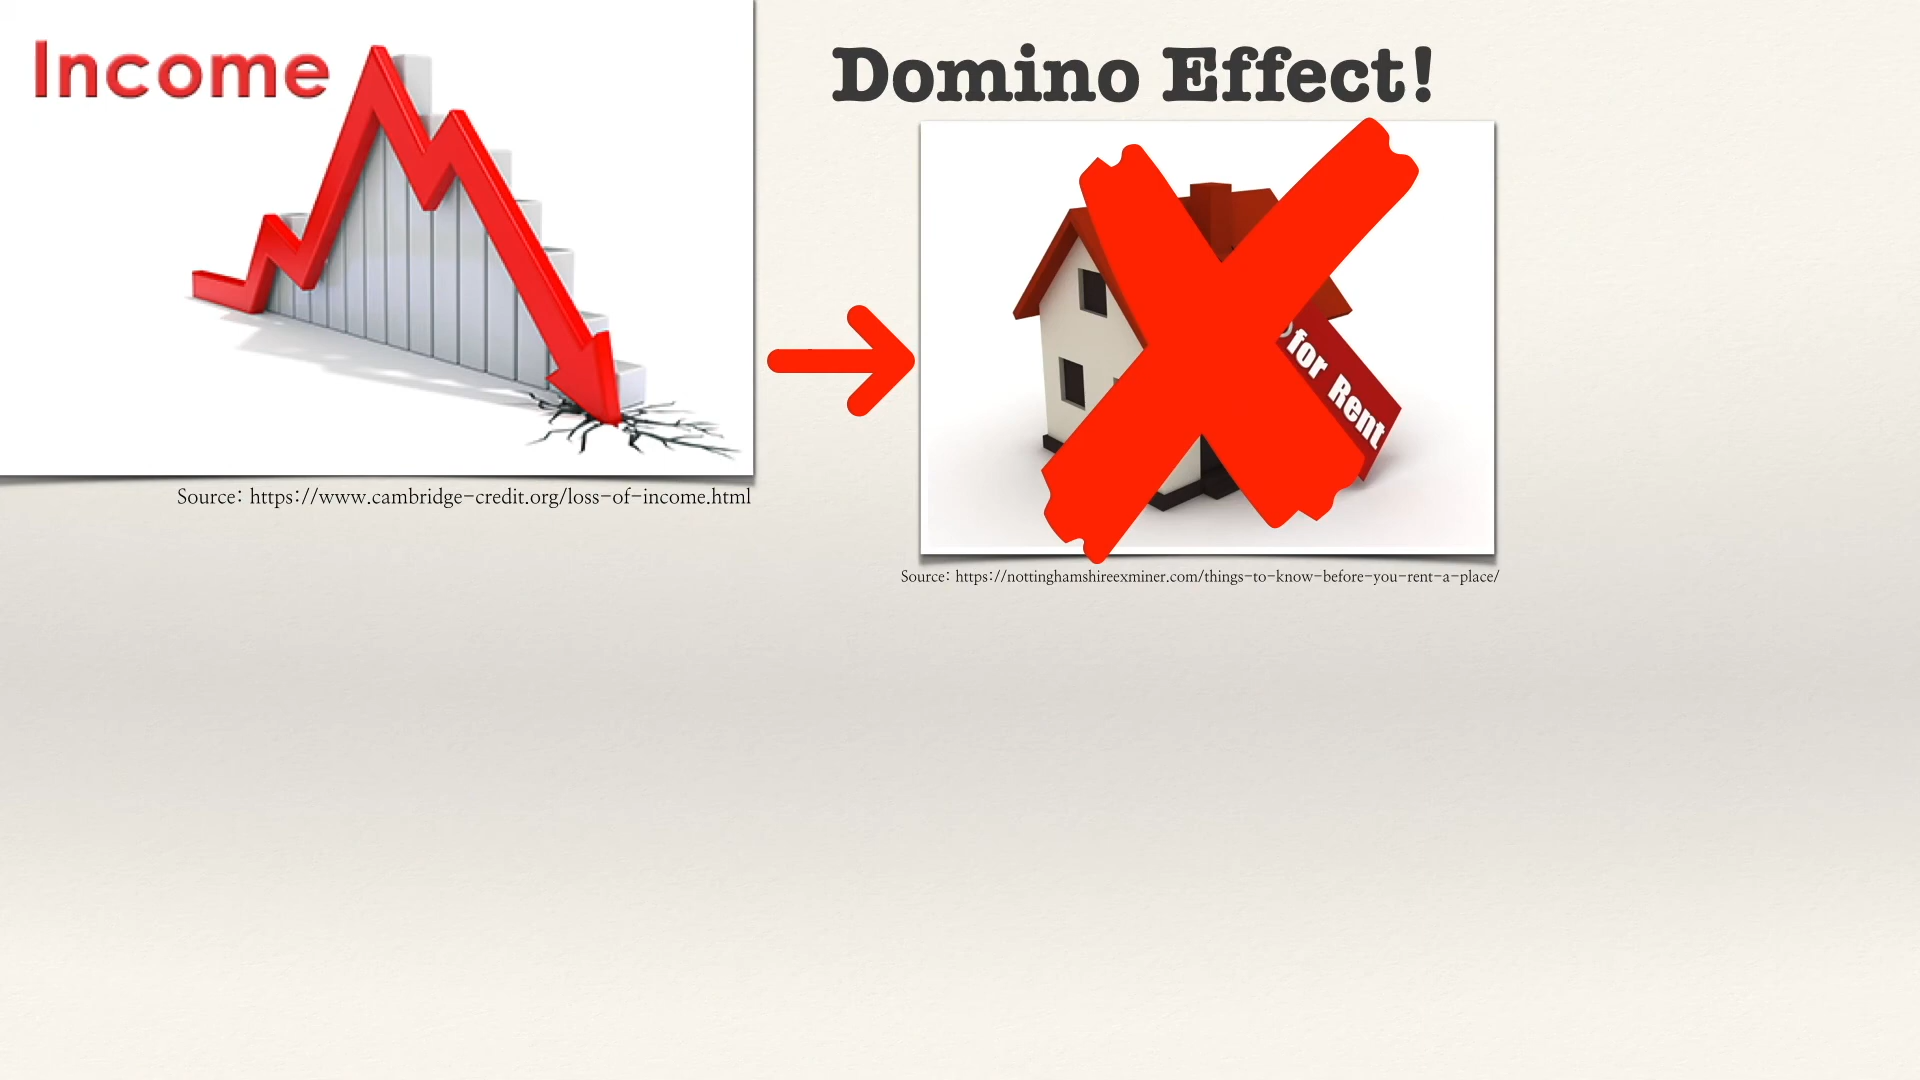 Income
Domino Effect!
for Rent
Source: https://www.cambridge-credit.org/loss-of-income.html
Source: https://nottinghamshireexminer.com/things-to-know-before-you-rent-a-place/